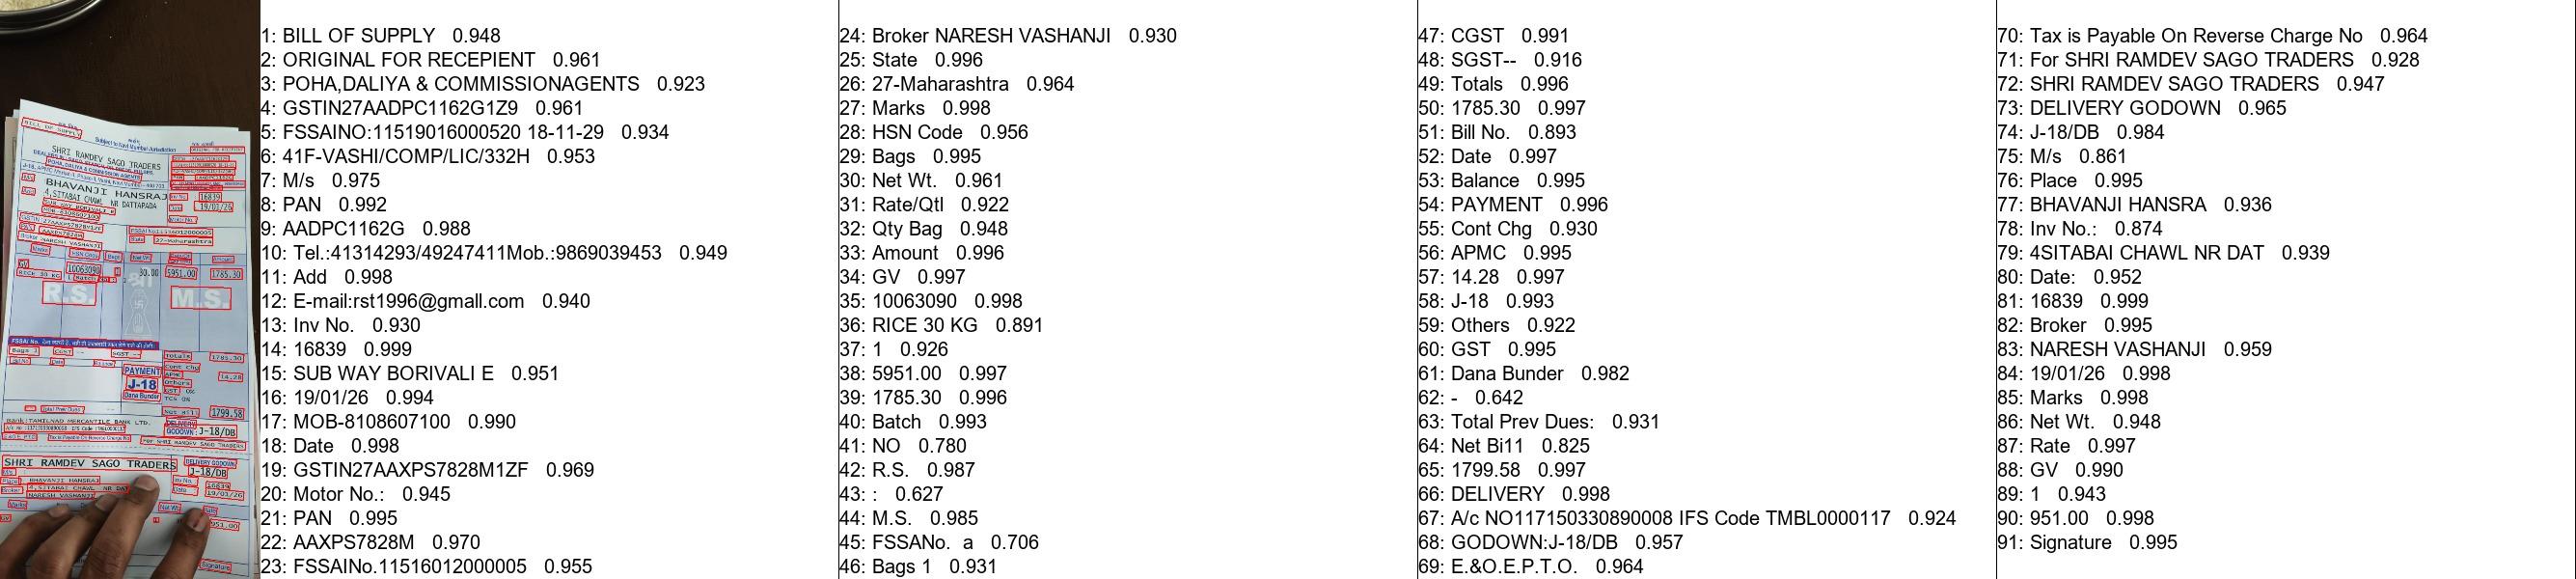 1: BILL OF SUPPLY 0.948
2: ORIGINAL FOR RECEPIENT 0.961
3: POHA,DALIYA & COMMISSIONAGENTS 0.923
4: GSTIN27AADPC1162G1Z9 0.961
5: FSSAINO:11519016000520 18-11-29 0.934
6: 41F-VASHI/COMP/LIC/332H 0.953
7: M/s 0.975
8: PAN 0.992
9: AADPC1162G 0.988
10: Tel.:41314293/49247411Mob.:9869039453 0.949
11: Add 0.998
12: E-mail:rst1996@gmall.com 0.940
13: Inv No. 0.930
14: 16839 0.999
15: SUB WAY BORIVALI E 0.951
16: 19/01/26 0.994
17: MOB-8108607100 0.990
18: Date 0.998
19: GSTIN27AAXPS7828M1ZF 0.969
20: Motor No.: 0.945
21: PAN 0.995
22: AAXPS7828M 0.970
23: FSSAINo.11516012000005 0.955
24: Broker NARESH VASHANJI 0.930
25: State 0.996
26: 27-Maharashtra 0.964
27: Marks 0.998
28: HSN Code 0.956
29: Bags 0.995
30: Net Wt. 0.961
31: Rate/Qtl 0.922
32: Qty Bag 0.948
33: Amount 0.996
34: GV 0.997
35: 10063090 0.998
36: RICE 30 KG 0.891
37: 1 0.926
38: 5951.00 0.997
39: 1785.30 0.996
40: Batch 0.993
41: NO 0.780
42: R.S. 0.987
43: : 0.627
44: M.S. 0.985
45: FSSANo. a 0.706
46: Bags 1 0.931
47: CGST 0.991
48: SGST-- 0.916
49: Totals 0.996
50: 1785.30 0.997
51: Bill No. 0.893
52: Date 0.997
53: Balance 0.995
54: PAYMENT 0.996
55: Cont Chg 0.930
56: APMC 0.995
57: 14.28 0.997
58: J-18 0.993
59: Others 0.922
60: GST 0.995
61: Dana Bunder 0.982
62: - 0.642
63: Total Prev Dues: 0.931
64: Net Bi11 0.825
65: 1799.58 0.997
66: DELIVERY 0.998
67: A/c NO117150330890008 IFS Code TMBL0000117 0.924
68: GODOWN:J-18/DB 0.957
69: E.&O.E.P.T.O. 0.964
70: Tax is Payable On Reverse Charge No 0.964
71: For SHRI RAMDEV SAGO TRADERS 0.928
72: SHRI RAMDEV SAGO TRADERS 0.947
73: DELIVERY GODOWN 0.965
74: J-18/DB 0.984
75: M/s 0.861
76: Place 0.995
77: BHAVANJI HANSRA 0.936
78: Inv No.: 0.874
79: 4SITABAI CHAWL NR DAT 0.939
80: Date: 0.952
81: 16839 0.999
82: Broker 0.995
83: NARESH VASHANJI 0.959
84: 19/01/26 0.998
85: Marks 0.998
86: Net Wt. 0.948
87: Rate 0.997
88: GV 0.990
89: 1 0.943
90: 951.00 0.998
91: Signature 0.995